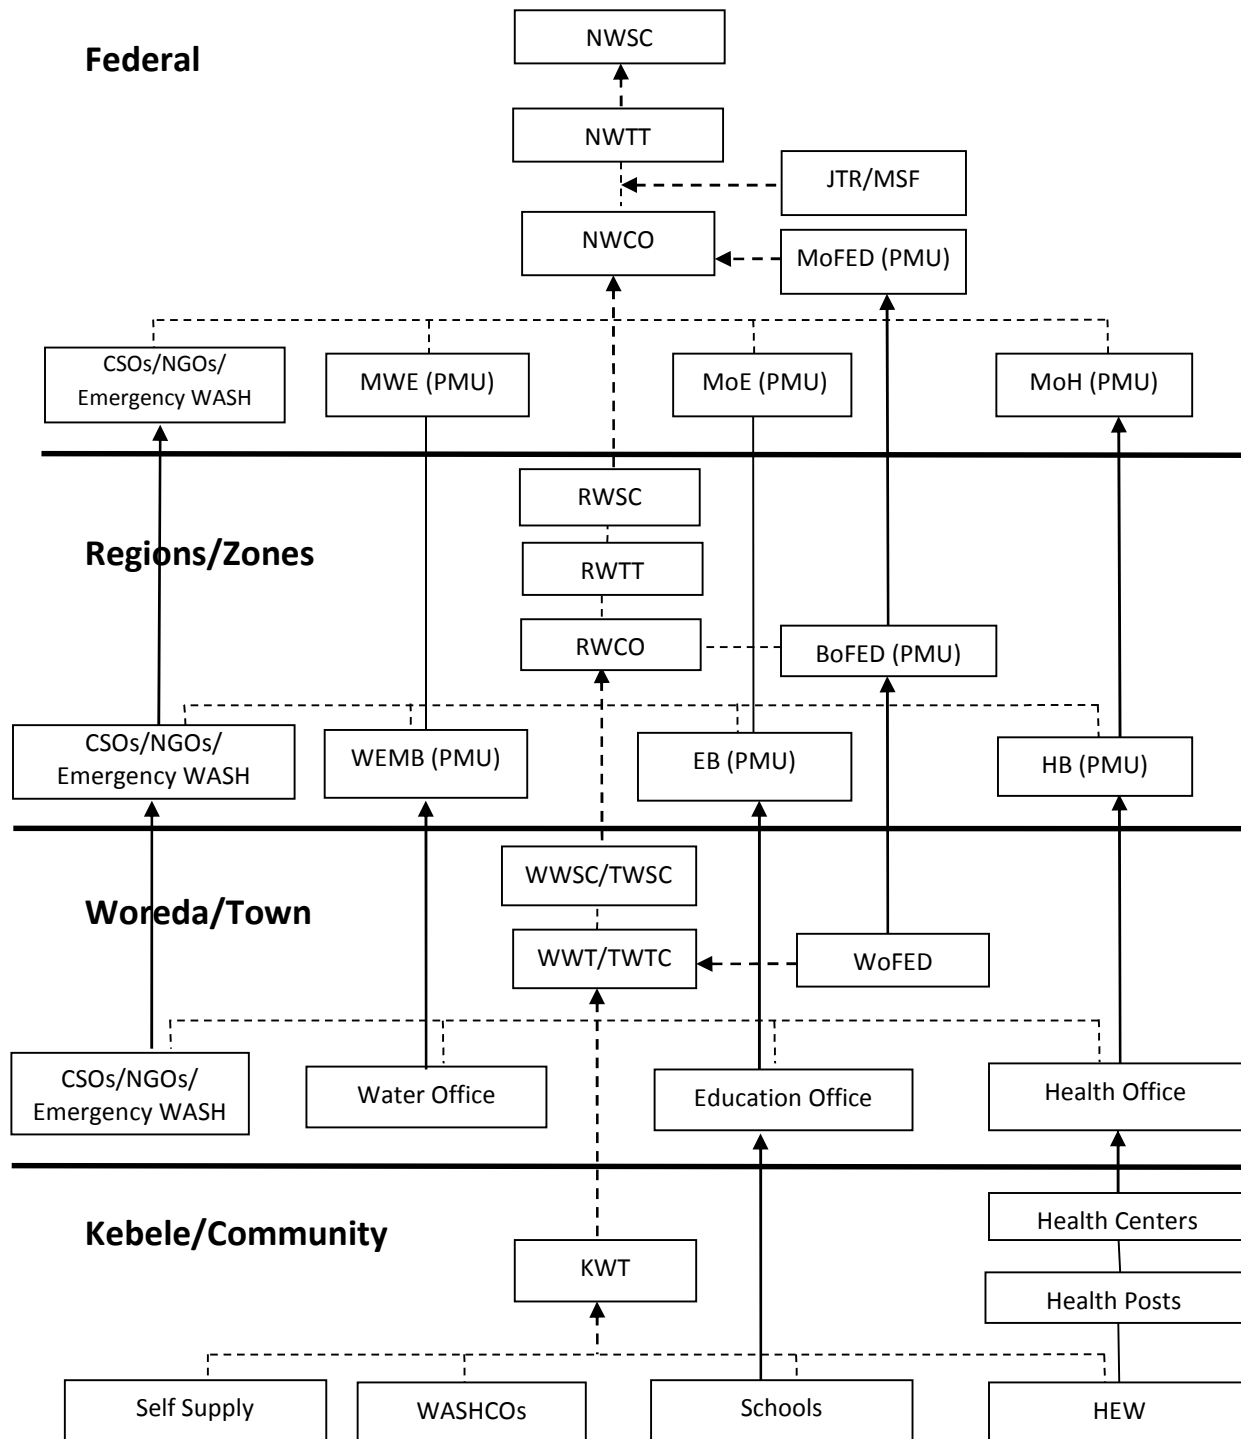 NWSC
Federal
NWTT
JTR/MSF
NWCO
MoFED (PMU)
CSOs/NGOs/
Emergency WASH
MWE (PMU)
MoE (PMU)
MoH (PMU)
RWSC
Regions/Zones
RWTT
RWCO
BoFED (PMU)
CSOs/NGOs/
Emergency WASH
WEMB (PMU)
EB (PMU)
HB (PMU)
WWSC/TWSC
Woreda/Town
WWT/TWTC
WoFED
CSOs/NGOs/
Emergency WASH
Water Office
Education Office
Health Office
Health Centers
Kebele/Community
KWT
Health Posts
Self Supply
WASHCOs
Schools
HEW